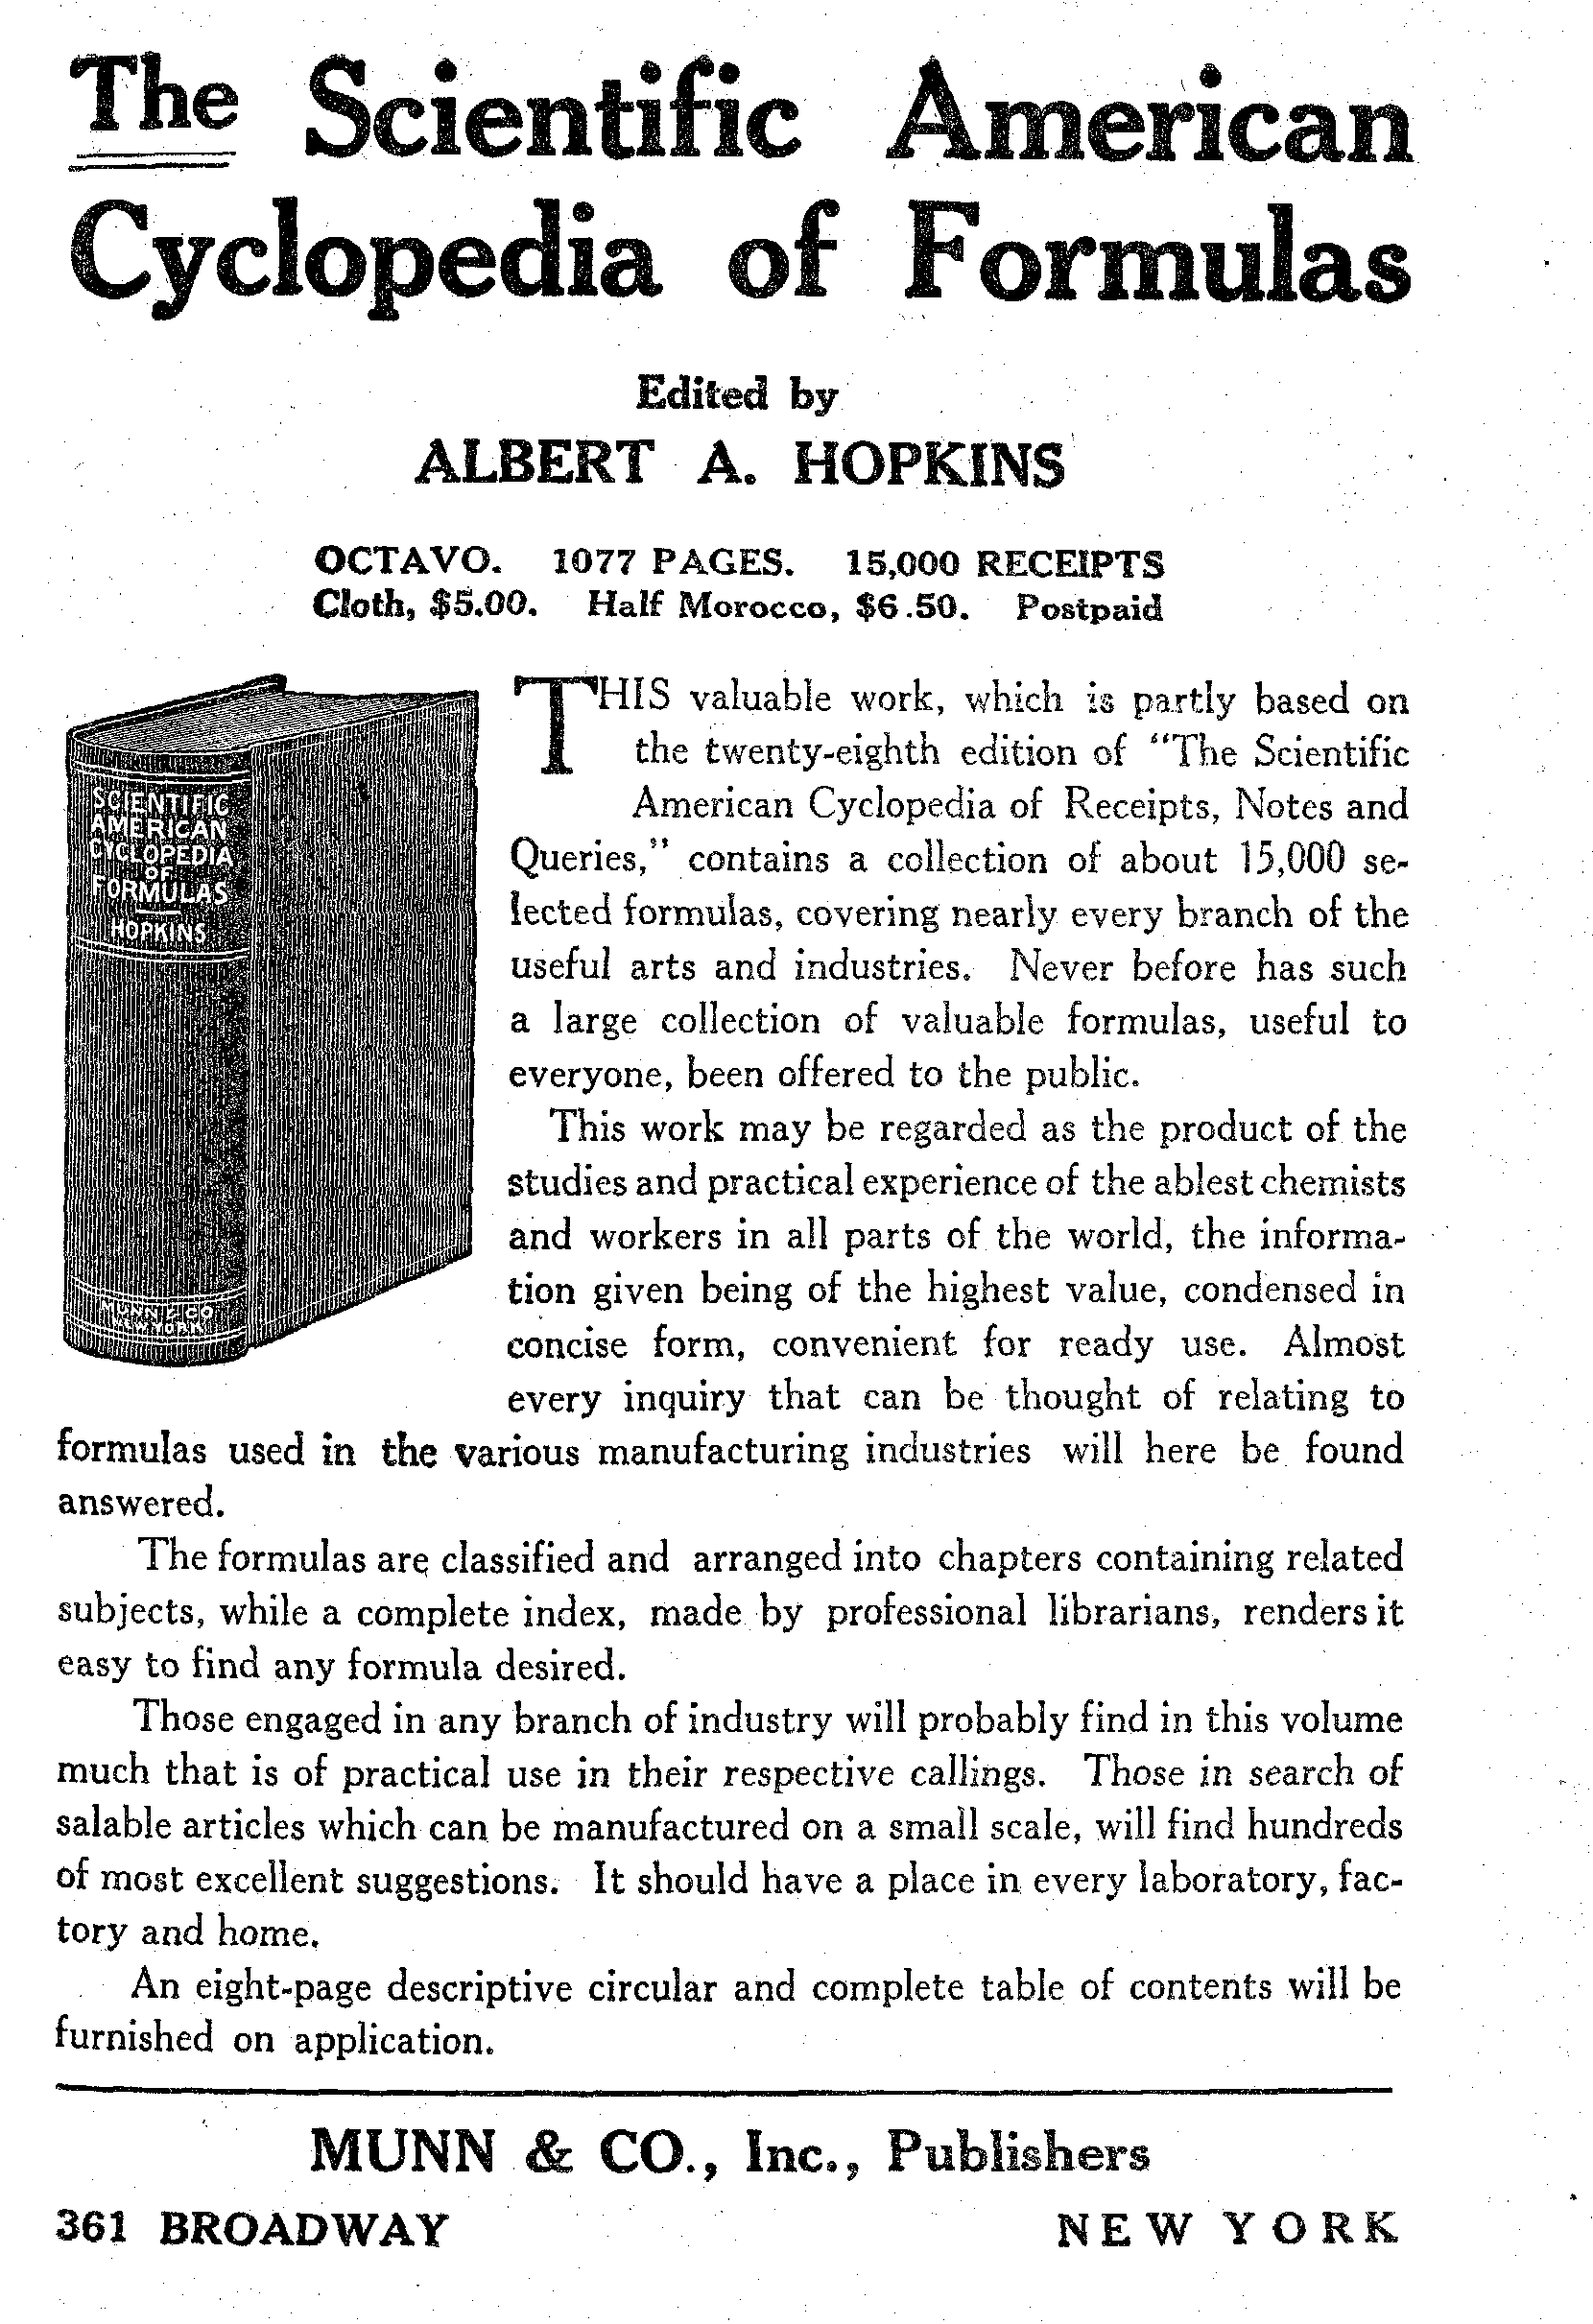 The Scientific American
Cyclopedia of Formulas
Edited by
ALBERT A. HOPKINS
OCTAVO. 1077 PAGES. 15,000 RECEIPTS
Cloth, $5.00. Half Morocco, $6.50. Postpaid
SCIENTIFIC
AMERICAN
CYCLOPEDIA
OF
FORMULAS
HOPKINS
MUNN & CO
NEW YORK
THIS valuable work, which is partly based on
the twenty-eighth edition of “The Scientific
American Cyclopedia of Receipts, Notes and
Queries,” contains a collection of about 15,000 se-
lected formulas, covering nearly every branch of the
useful arts and industries. Never before has such
a large collection of valuable formulas, useful to
everyone, been offered to the public.
This work may be regarded as the product of the
studies and practical experience of the ablest chemists
and workers in all parts of the world, the informa-
tion given being of the highest value, condensed in
concise form, convenient for ready use. Almost
every inquiry that can be thought of relating to
formulas used in the various manufacturing industries will here be found
answered.
The formulas are classified and arranged into chapters containing related
subjects, while a complete index, made by professional librarians, renders it
easy to find any formula desired.
Those engaged in any branch of industry will probably find in this volume
much that is of practical use in their respective callings. Those in search of
salable articles which can be manufactured on a small scale, will find hundreds
of most excellent suggestions. It should have a place in every laboratory, fac-
tory and home.
An eight-page descriptive circular and complete table of contents will be
furnished on application.
MUNN & CO., Inc., Publishers
361 BROADWAY NEW YORK